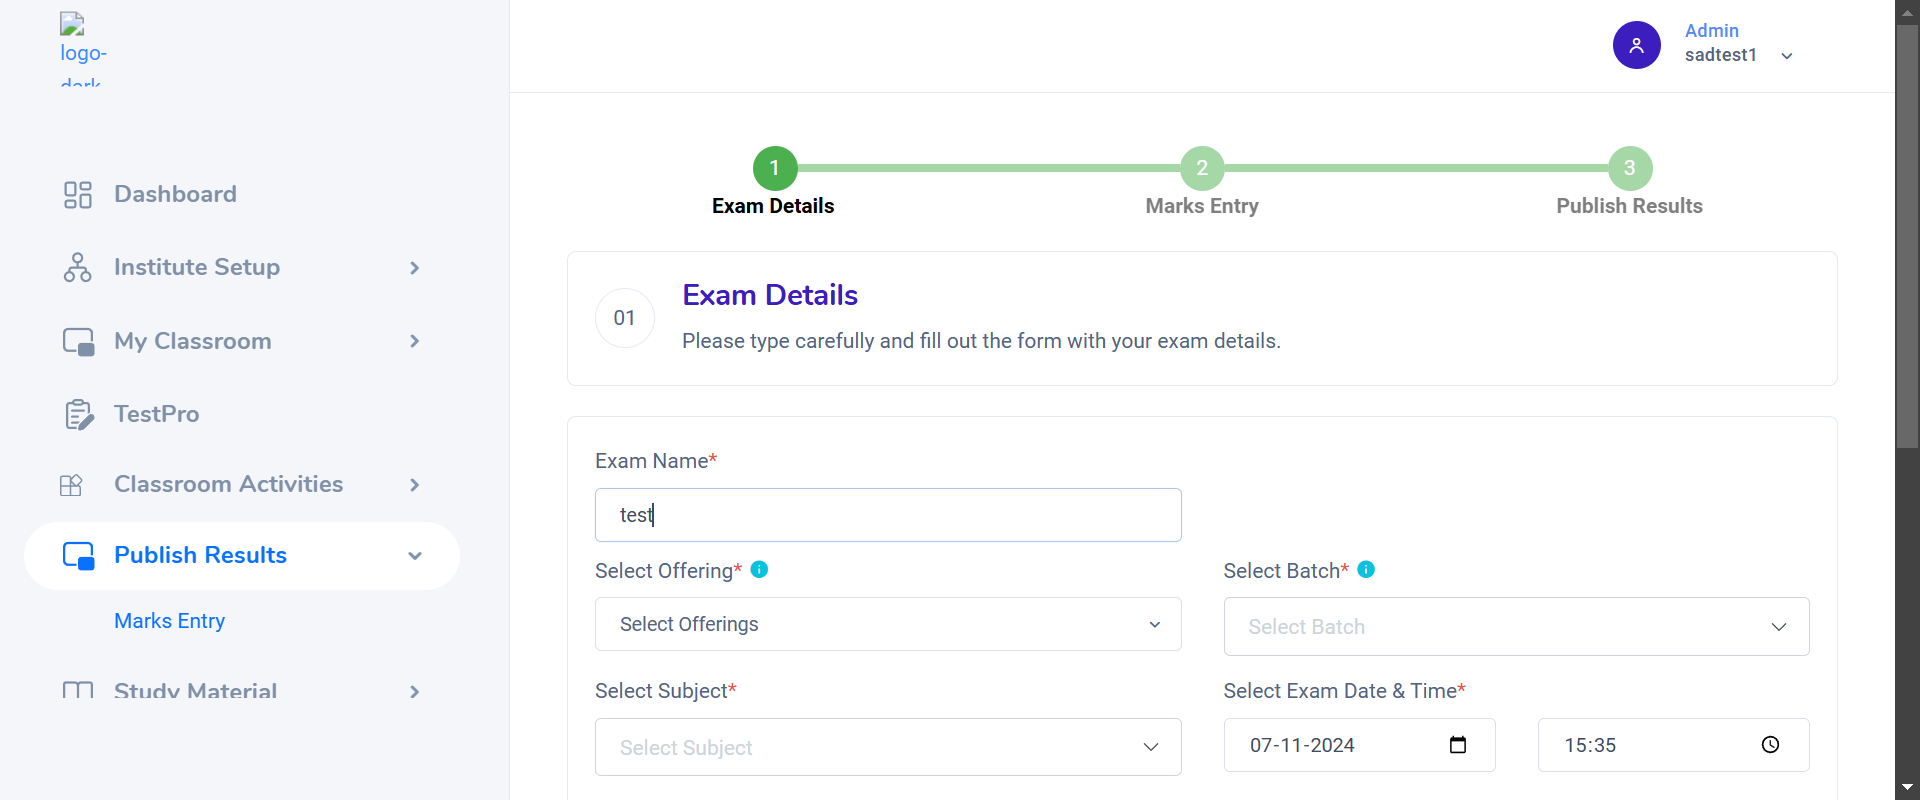 logo-
dark
Dashboard
Institute Setup
My Classroom
TestPro
Classroom Activities
Publish Results
Marks Entry
Study Material
Admin
sadtest1
1
2
3
Exam Details
Marks Entry
Publish Results
01
Exam Details
Please type carefully and fill out the form with your exam details.
Exam Name*
test
Select Offering*
Select Batch*
Select Offerings
Select Batch
Select Subject*
Select Exam Date & Time*
Select Subject
07-11-2024
15:35